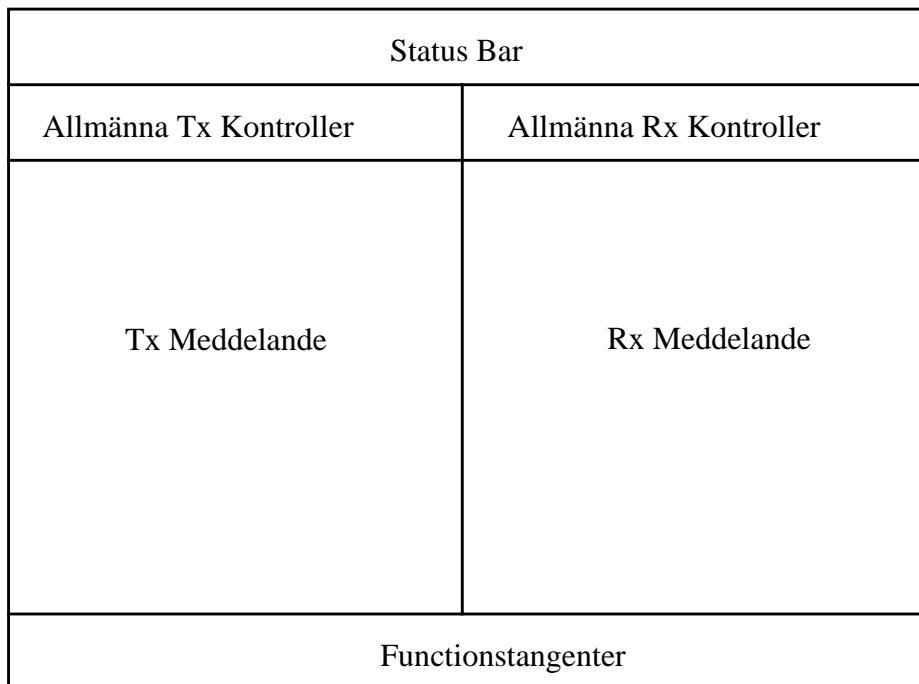 Status Bar
Allmänna Tx Kontroller
Allmänna Rx Kontroller
Tx Meddelande
Rx Meddelande
Functionstangenter